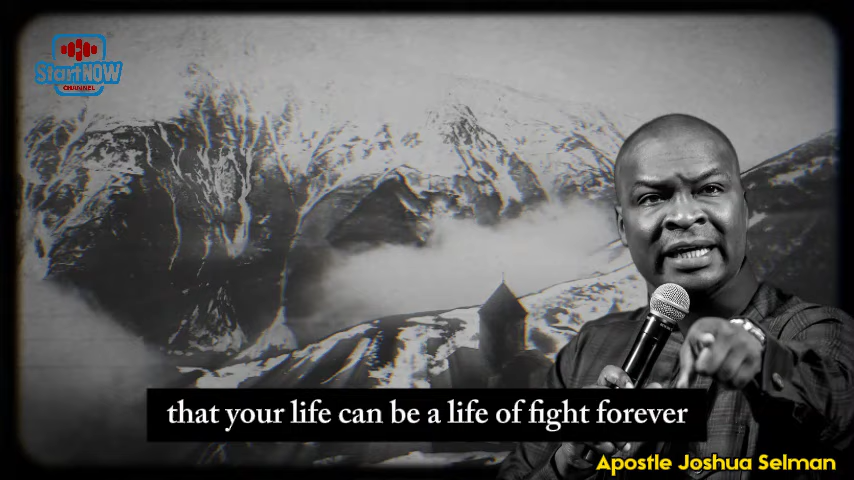 StartNOW
CHANNEL
that your life can be a life of fight forever
Apostle Joshua Selman